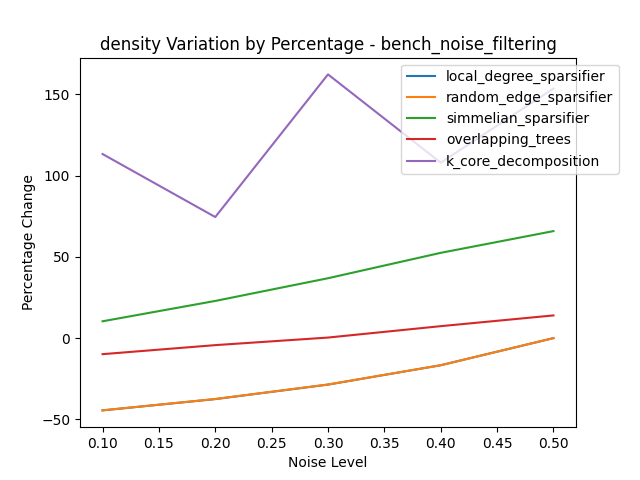 density Variation by Percentage - bench_noise_filtering
local_degree_sparsifier
random_edge_sparsifier
simmelian_sparsifier
overlapping_trees
k_core_decomposition
Percentage Change
150
100
50
0
−50
0.10 0.15 0.20 0.25 0.30 0.35 0.40 0.45 0.50
Noise Level